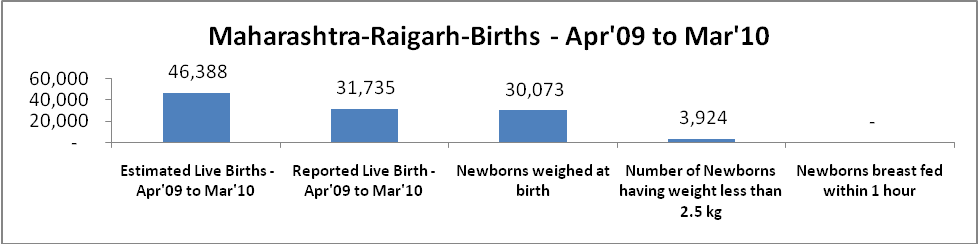 Maharashtra-Raigarh-Births - Apr'09 to Mar'10
60,000
40,000
20,000
-
46,388
31,735
30,073
3,924
-
Estimated Live Births -
Apr'09 to Mar'10
Reported Live Birth -
Apr'09 to Mar'10
Newborns weighed at
birth
Number of Newborns
having weight less than
2.5 kg
Newborns breast fed
within 1 hour